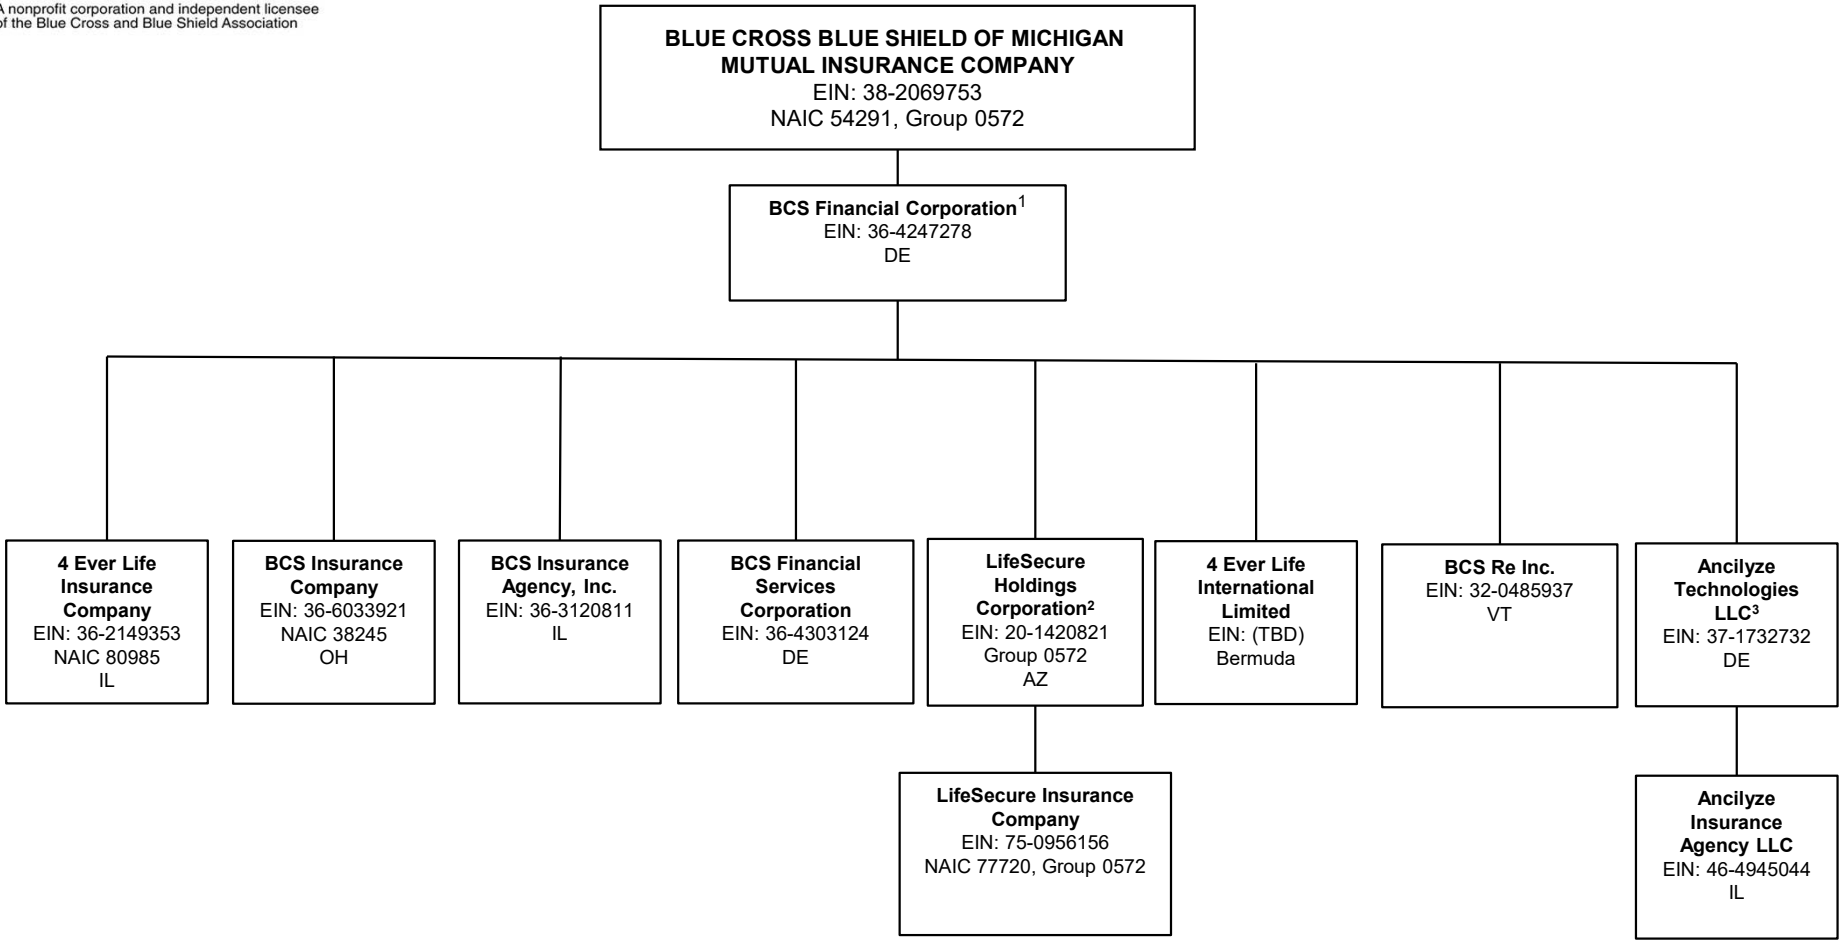 A nonprofit corporation and independent licensee
of the Blue Cross and Blue Shield Association
BLUE CROSS BLUE SHIELD OF MICHIGAN
MUTUAL INSURANCE COMPANY
EIN: 38-2069753
NAIC 54291, Group 0572
BCS Financial Corporation1
EIN: 36-4247278
DE
4 Ever Life
Insurance
Company
EIN: 36-2149353
NAIC 80985
IL
BCS Insurance
Company
EIN: 36-6033921
NAIC 38245
OH
BCS Insurance
Agency, Inc.
EIN: 36-3120811
IL
BCS Financial
Services
Corporation
EIN: 36-4303124
DE
LifeSecure
Holdings
Corporation2
EIN: 20-1420821
Group 0572
AZ
4 Ever Life
International
Limited
EIN: (TBD)
Bermuda
BCS Re Inc.
EIN: 32-0485937
VT
Ancilyze
Technologies
LLC3
EIN: 37-1732732
DE
LifeSecure Insurance
Company
EIN: 75-0956156
NAIC 77720, Group 0572
Ancilyze
Insurance
Agency LLC
EIN: 46-4945044
IL